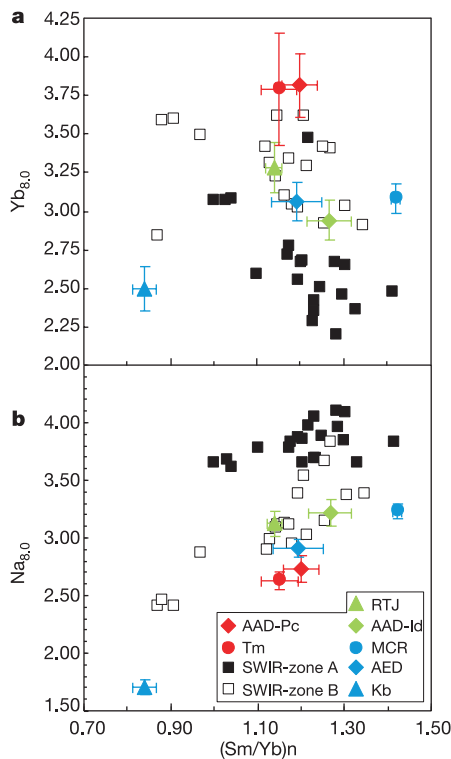 a
4.25
4.00
3.75
3.50
3.25
3.00
2.75
2.50
2.25
2.00
Yb8.0
b
4.00
3.50
3.00
2.50
2.00
1.50
Na8.0
AAD-Pc
Tm
SWIR-zone A
SWIR-zone B
RTJ
AAD-Id
MCR
AED
Kb
0.70
0.90
1.10
1.30
1.50
(Sm/Yb)n